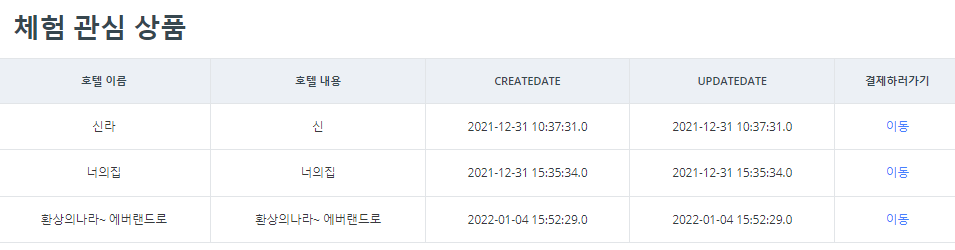 체험 관심 상품
호텔 이름 호텔 내용 CREATEDATE UPDATEDATE 결제하러가기
신라 신 2021-12-31 10:37:31.0 2021-12-31 10:37:31.0 이동
너의집 너의집 2021-12-31 15:35:34.0 2021-12-31 15:35:34.0 이동
환상의나라~ 에버랜드로 환상의나라~ 에버랜드로 2022-01-04 15:52:29.0 2022-01-04 15:52:29.0 이동